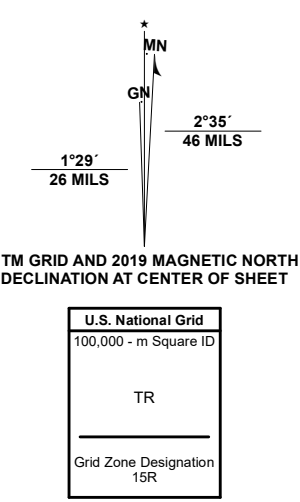 MN
GN
2°35´
46 MILS
1°29´
26 MILS
TM GRID AND 2019 MAGNETIC NORTH
DECLINATION AT CENTER OF SHEET
U.S. National Grid
100,000 - m Square ID
TR
Grid Zone Designation
15R